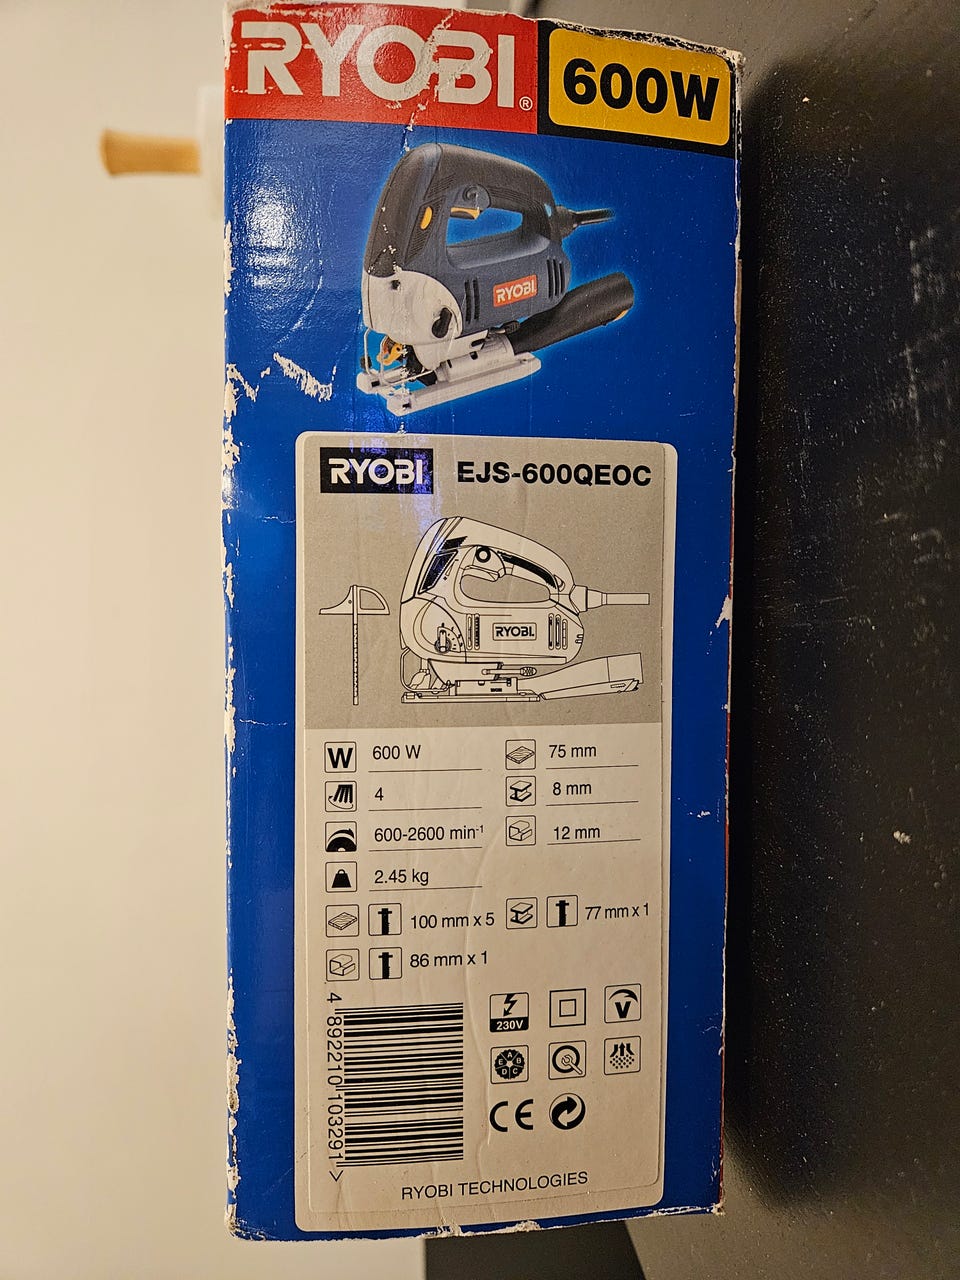 RYOBI®
600W
RYOBI
RYOBI EJS-600QEOC
RYOBI
W 600 W
75 mm
4
8 mm
600-2600 min-1
12 mm
2.45 kg
100 mm x 5
77 mm x 1
86 mm x 1
230V
V
A B C D E
CE
4 892210 103291 >
RYOBI TECHNOLOGIES